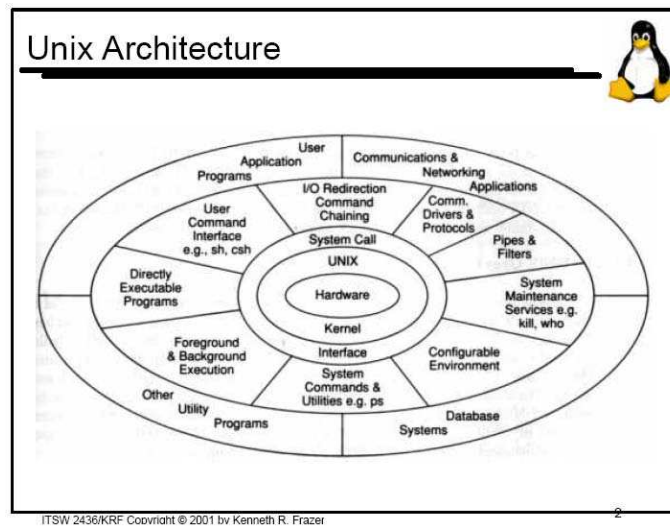 Unix Architecture
User
Application
Programs
Communications &
Networking
Applications
I/O Redirection
Command
Chaining
User
Command
Interface
e.g., sh, csh
Comm.
Drivers &
Protocols
Pipes &
Filters
System Call
UNIX
Hardware
Kernel
Interface
Directly
Executable
Programs
System
Maintenance
Services e.g.
kill, who
Foreground
& Background
Execution
System
Commands &
Utilities e.g. ps
Configurable
Environment
Other
Utility
Programs
Database
Systems
ITSW 2436/KRF Copyright © 2001 by Kenneth R. Frazer
2